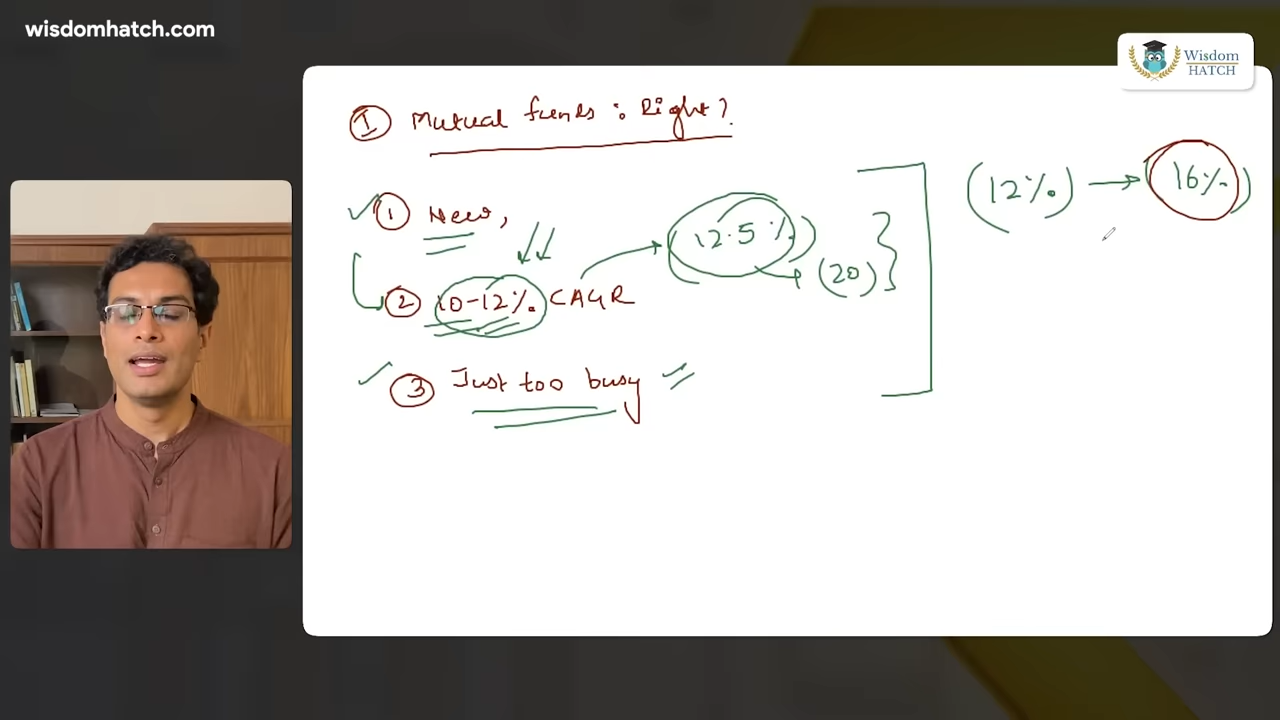 wisdomhatch.com
Wisdom
HATCH
I Mutual funds : Right?
1 New,
12.5 %
(12%) → (16%)
(20)
2 10-12% CAGR
3 Just too busy